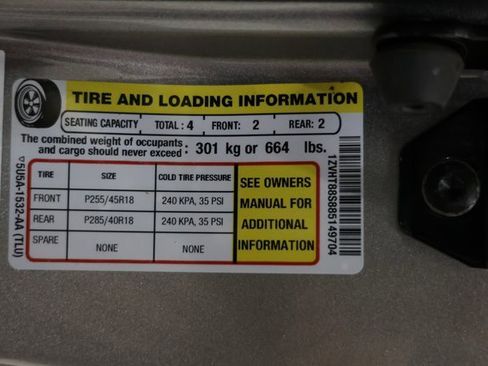 TIRE AND LOADING INFORMATION
SEATING CAPACITY TOTAL: 4 FRONT: 2 REAR: 2
The combined weight of occupants
and cargo should never exceed: 301 kg or 664 lbs.
TIRE SIZE COLD TIRE PRESSURE
FRONT P255/45R18 240 KPA, 35 PSI
REAR P285/40R18 240 KPA, 35 PSI
SPARE NONE NONE
SEE OWNERS
MANUAL FOR
ADDITIONAL
INFORMATION
▽5U5A-1532-AA (TLU)
1ZVHT88S885149704